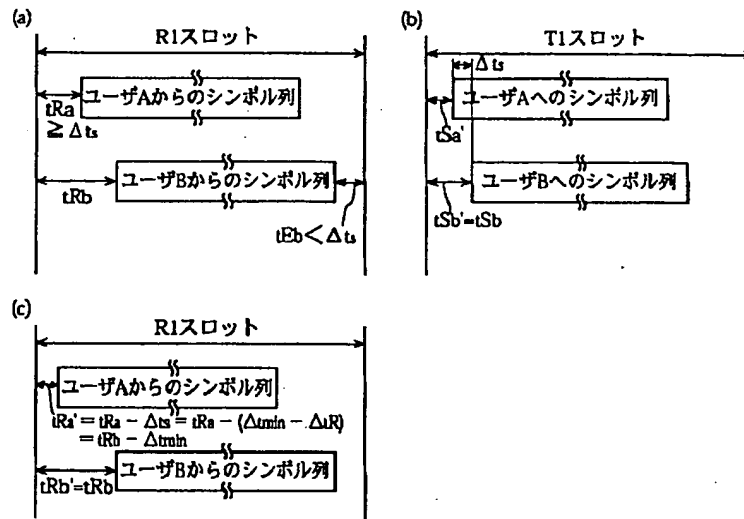 (a)
R1スロット
ユーザAからのシンボル列
tRa
≧Δts
ユーザBからのシンボル列
tRb
tEb＜Δts
(b)
T1スロット
Δts
ユーザAへのシンボル列
tSa'
ユーザBへのシンボル列
tSb'=tSb
(c)
R1スロット
ユーザAからのシンボル列
tRa'=tRa−Δts=tRa−(Δtmin−ΔtR)
=tRb−Δtmin
ユーザBからのシンボル列
tRb'=tRb